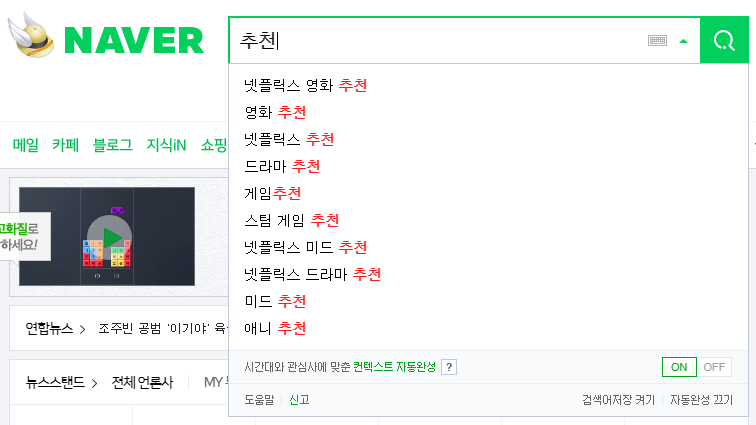 NAVER
추천
넷플릭스 영화 추천
영화 추천
넷플릭스 추천
드라마 추천
게임추천
스팀 게임 추천
넷플릭스 미드 추천
넷플릭스 드라마 추천
미드 추천
애니 추천
시간대와 관심사에 맞춘 컨텍스트 자동완성 ?
ON OFF
도움말 신고
검색어저장 켜기 자동완성 끄기
메일 카페 블로그 지식iN 쇼핑
고화질로
하세요!
연합뉴스 > 조주빈 공범 '이기야' 육
뉴스스탠드 > 전체 언론사 MY